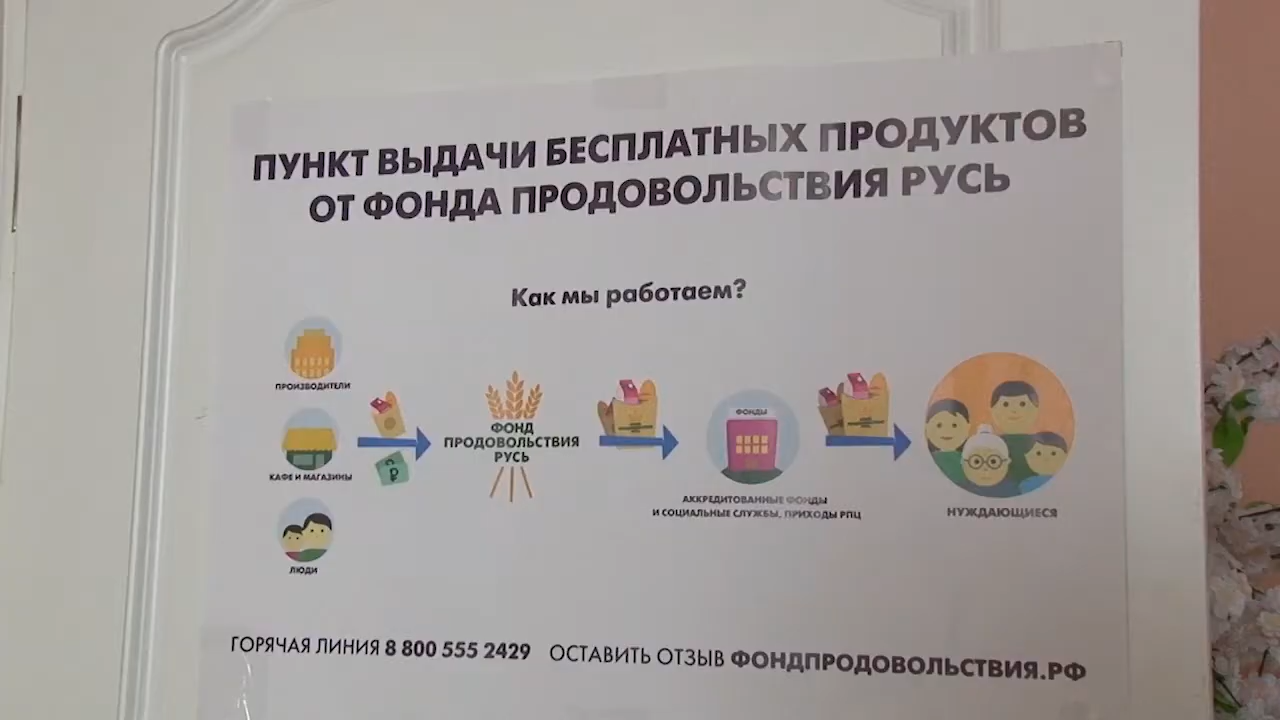 ПУНКТ ВЫДАЧИ БЕСПЛАТНЫХ ПРОДУКТОВ
ОТ ФОНДА ПРОДОВОЛЬСТВИЯ РУСЬ
Как мы работаем?
ПРОИЗВОДИТЕЛИ
КАФЕ И МАГАЗИНЫ
ЛЮДИ
₽
ФОНД
ПРОДОВОЛЬСТВИЯ
РУСЬ
ФОНДЫ
АККРЕДИТОВАННЫЕ ФОНДЫ
И СОЦИАЛЬНЫЕ СЛУЖБЫ, ПРИХОДЫ РПЦ
НУЖДАЮЩИЕСЯ
ГОРЯЧАЯ ЛИНИЯ 8 800 555 2429 ОСТАВИТЬ ОТЗЫВ ФОНДПРОДОВОЛЬСТВИЯ.РФ